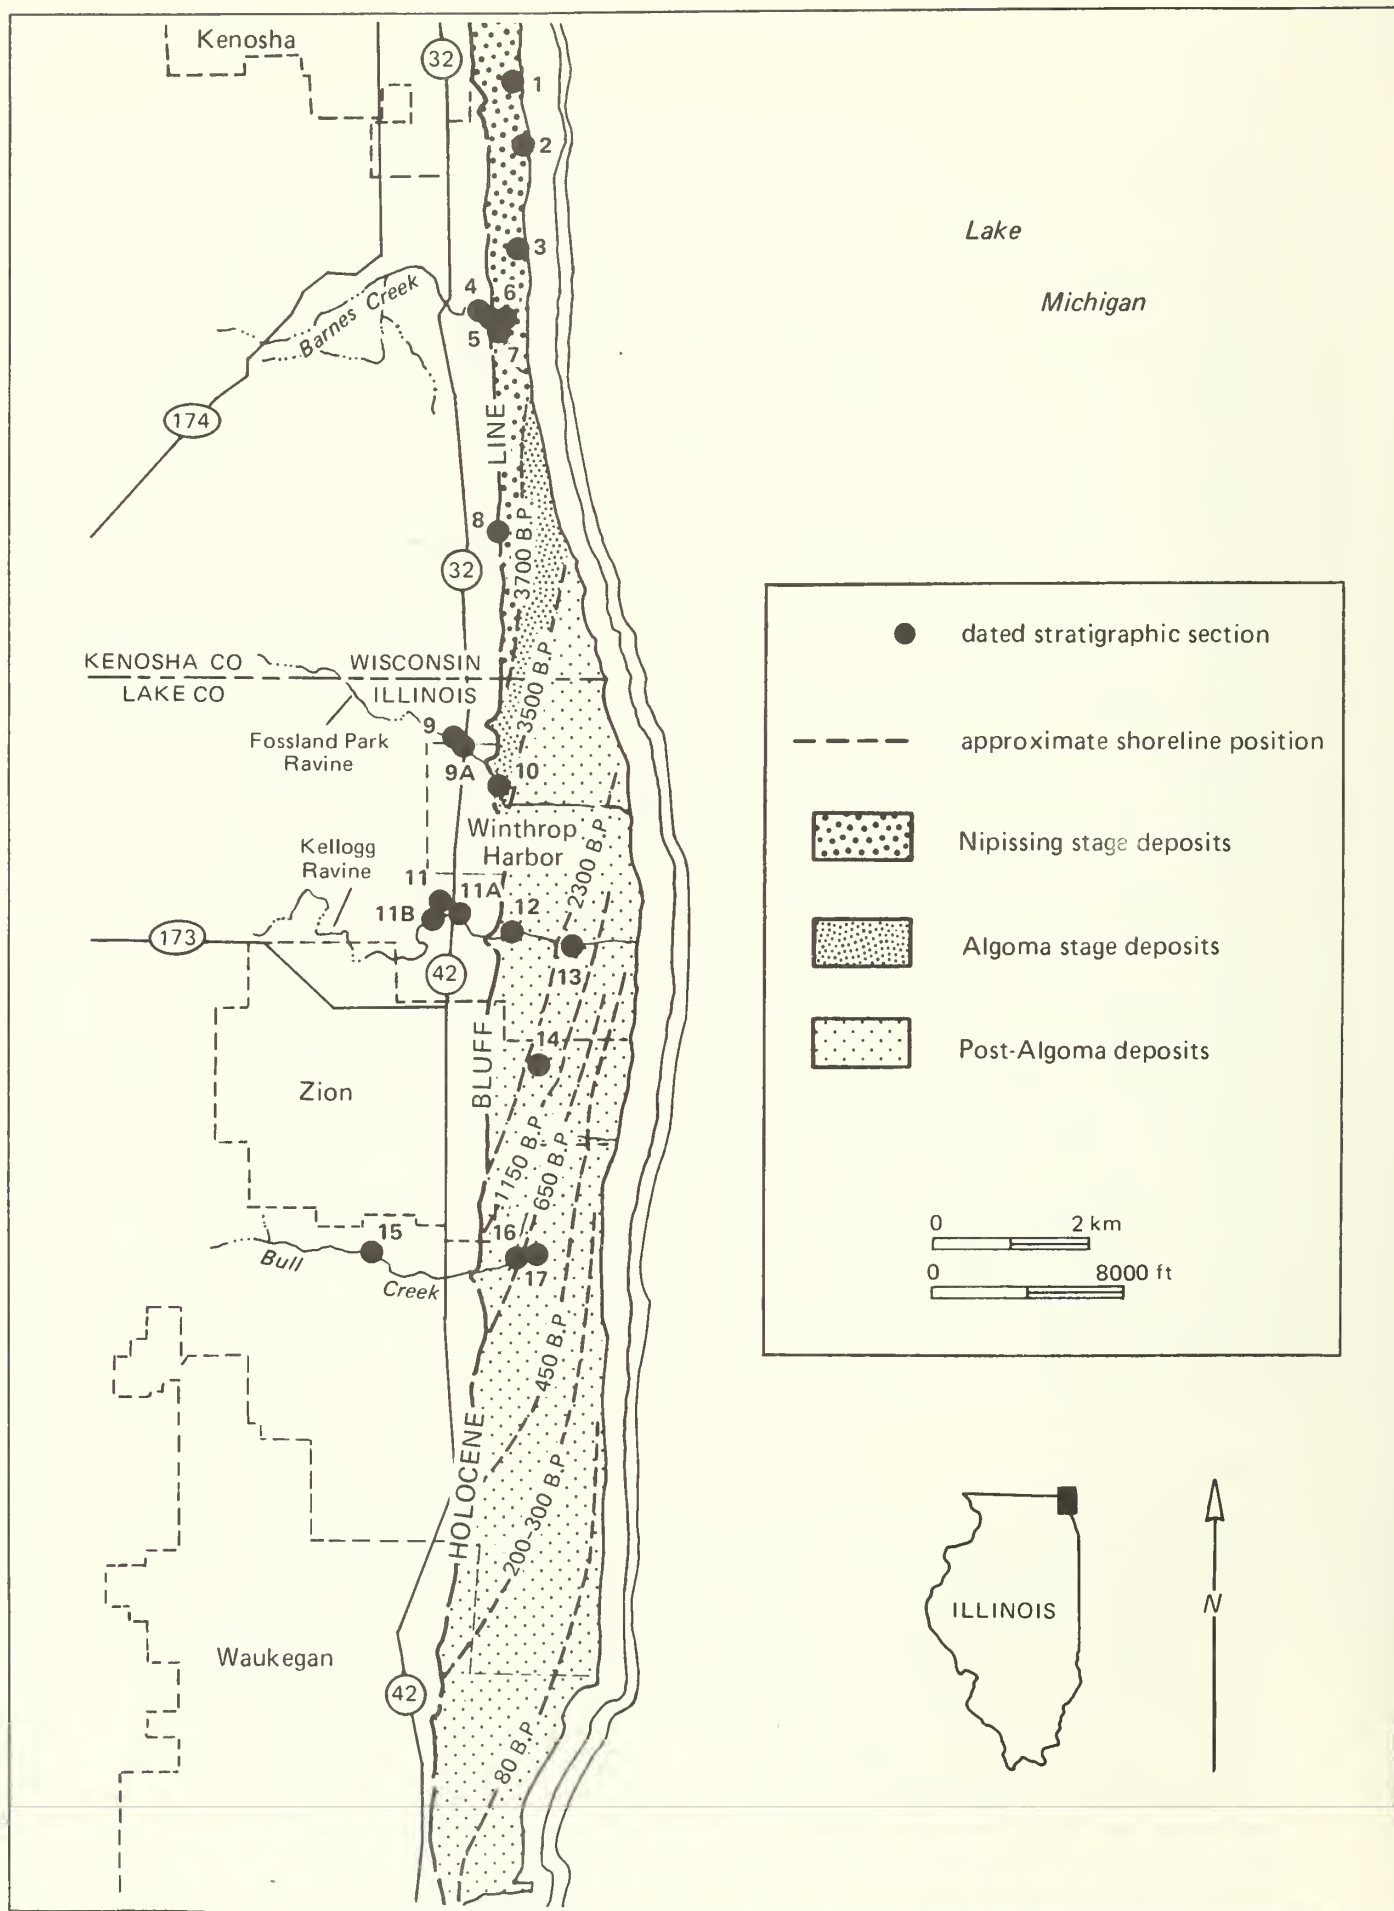 Kenosha
32
1
2
3
Lake
Michigan
4
6
Barnes Creek
5
7
174
LINE
8
3700 B.P
32
KENOSHA CO
WISCONSIN
LAKE CO
ILLINOIS
3500 B.P
9
Fossland Park
Ravine
9A
10
Winthrop
Harbor
2300 B.P
Kellogg
Ravine
11
11A
11B
12
173
42
13
14
BLUFF
Zion
1150 B.P
650 B.P
15
16
Bull
Creek
17
450 B.P
HOLOCENE
200-300 B.P
Waukegan
42
80 B.P
dated stratigraphic section
approximate shoreline position
Nipissing stage deposits
Algoma stage deposits
Post-Algoma deposits
0 2 km
0 8000 ft
ILLINOIS
N